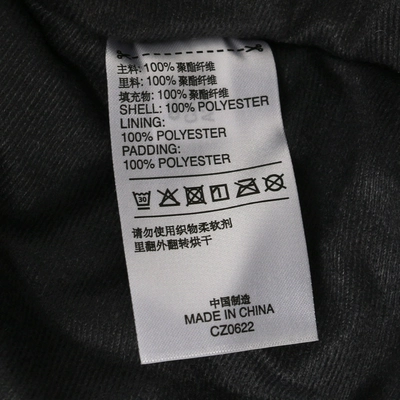 主料: 100% 聚酯纤维
里料: 100% 聚酯纤维
填充物: 100% 聚酯纤维
SHELL: 100% POLYESTER
LINING:
100% POLYESTER
PADDING:
100% POLYESTER
30
请勿使用织物柔软剂
里翻外翻转烘干
中国制造
MADE IN CHINA
CZ0622